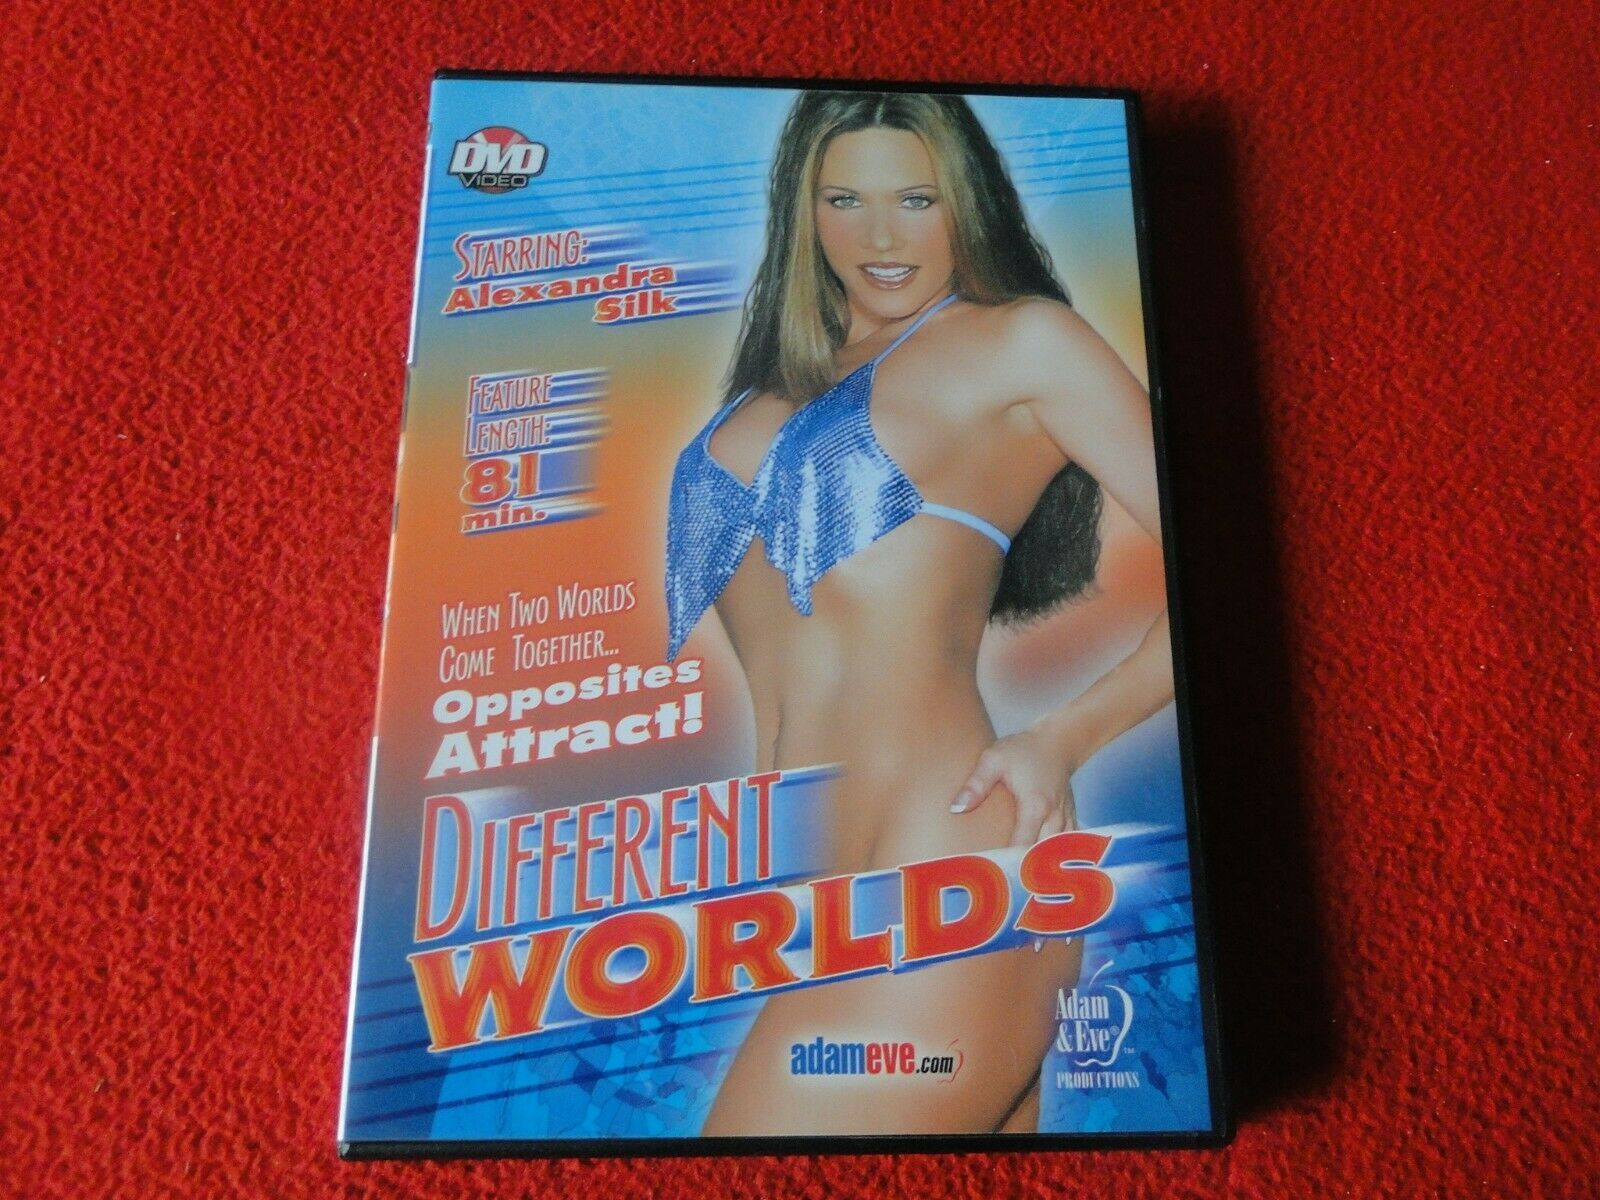 DVD
VIDEO
STARRING:
Alexandra
Silk
FEATURE
LENGTH:
81
min.
WHEN TWO WORLDS
COME TOGETHER...
Opposites
Attract!
DIFFERENT
WORLDS
adameve.com
Adam
& Eve®
TM
PRODUCTIONS